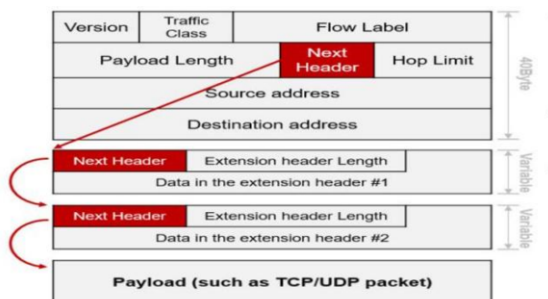 Version Traffic Class Flow Label
Payload Length Next Header Hop Limit
Source address
Destination address
40Byte
Next Header Extension header Length
Data in the extension header #1
Variable
Next Header Extension header Length
Data in the extension header #2
Variable
Payload (such as TCP/UDP packet)